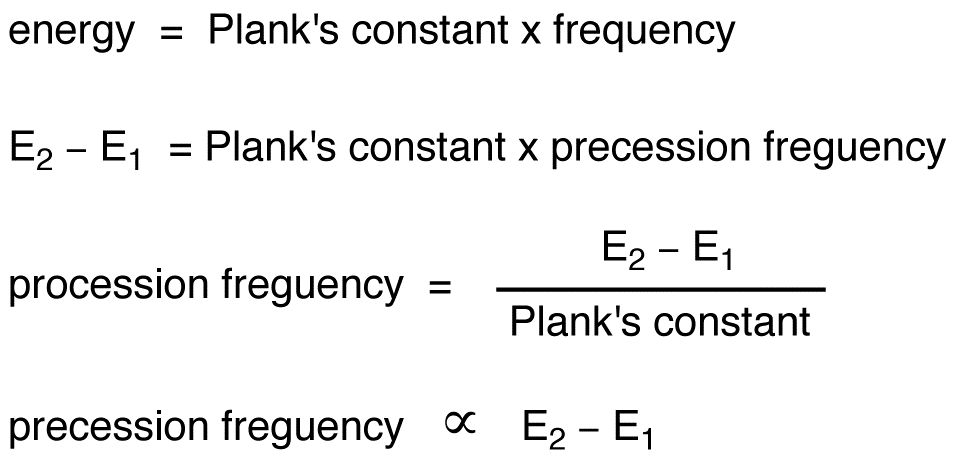 energy = Plank's constant x frequency
E₂ – E₁ = Plank's constant x precession freguency
procession freguency = E₂ – E₁
Plank's constant
precession freguency ∝ E₂ – E₁